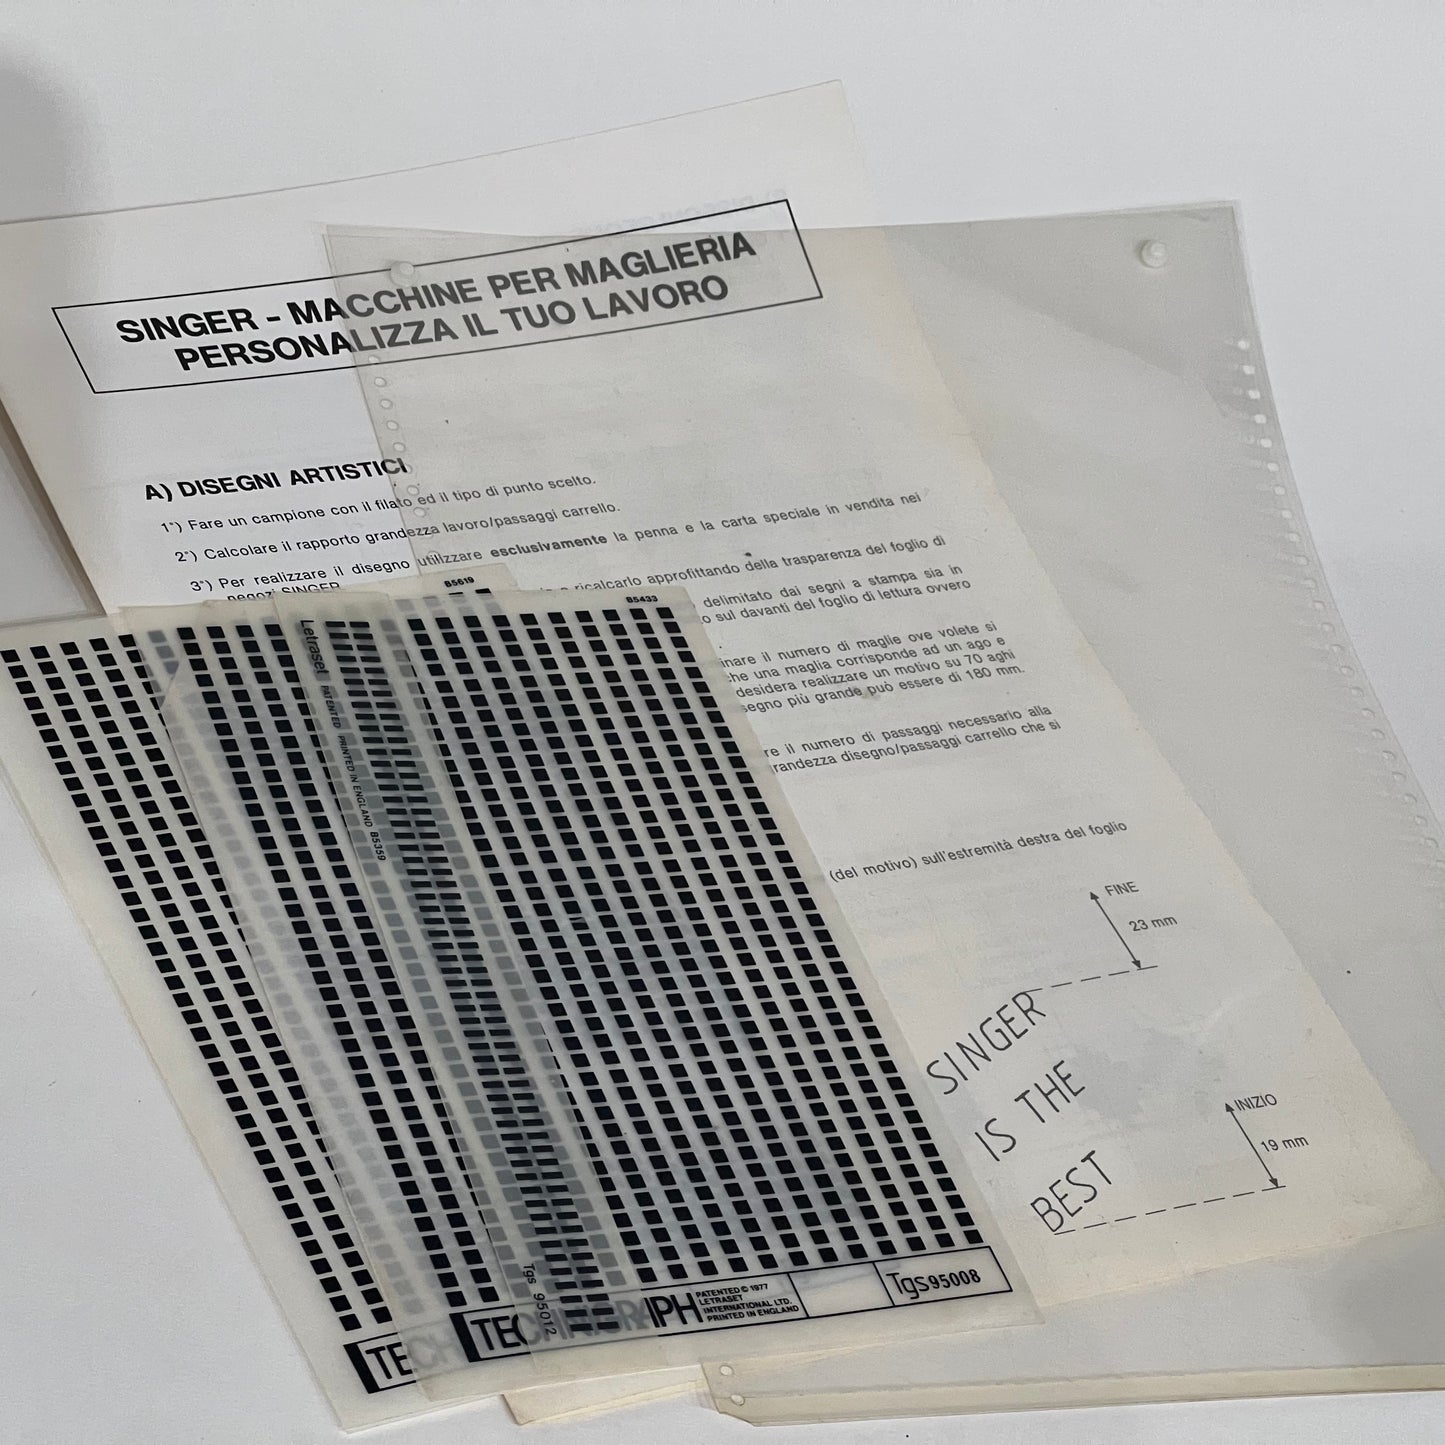 SINGER - MACCHINE PER MAGLIERIA
PERSONALIZZA IL TUO LAVORO
A) DISEGNI ARTISTICI
1°) Fare un campione con il filato ed il tipo di punto scelto.
2°) Calcolare il rapporto grandezza lavoro/passaggi carrello.
3°) Per realizzare il disegno utilizzare esclusivamente la penna e la carta speciale in vendita nei
negozi SINGER
ricalcarlo approfittando della trasparenza del foglio di
delimitato dai segni a stampa sia in
sul davanti del foglio di lettura ovvero
il numero di maglie ove volete si
una maglia corrisponde ad un ago e
desidera realizzare un motivo su 70 aghi
più grande può essere di 180 mm.
il numero di passaggi necessario alla
disegno/passaggi carrello che si
(del motivo) sull'estremità destra del foglio
FINE
23 mm
SINGER
IS THE
BEST
INIZIO
19 mm
B5619
B5433
Letraset PATENTED PRINTED IN ENGLAND B5359
Tgs 95012
PATENTED © 1977
LETRASET
INTERNATIONAL LTD.
PRINTED IN ENGLAND
Tgs95008